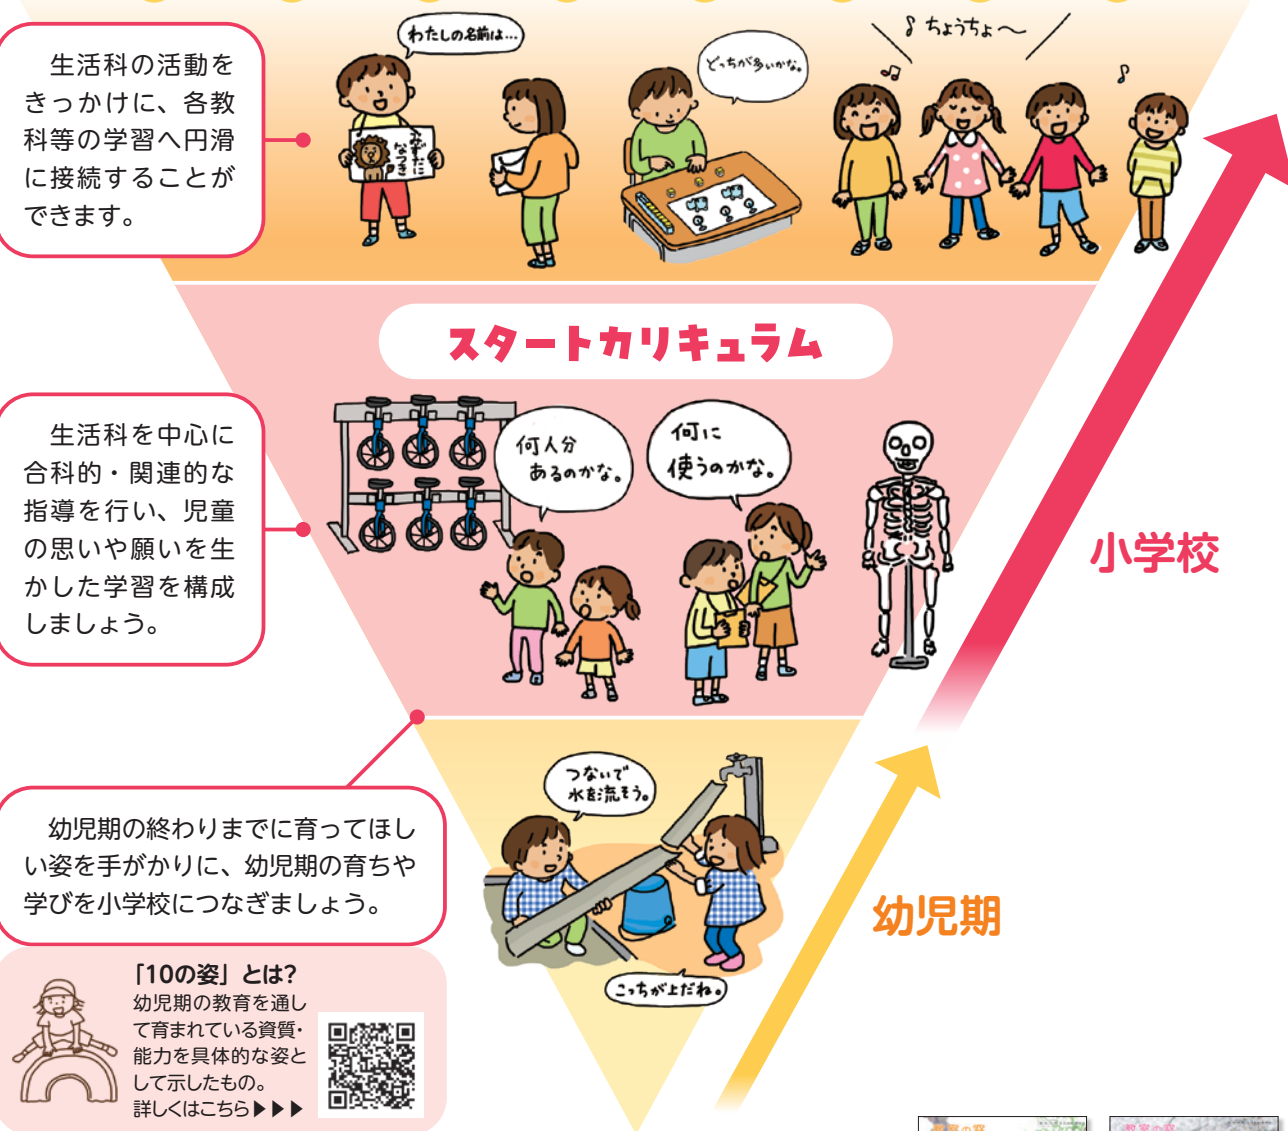 わたしの名前は…
どっちが多いかな。
♪ちょうちょ〜
生活科の活動を
きっかけに、各教
科等の学習へ円滑
に接続することが
できます。
スタートカリキュラム
何人分
あるのかな。
何に
使うのかな。
生活科を中心に
合科的・関連的な
指導を行い、児童
の思いや願いを生
かした学習を構成
しましょう。
小学校
つないで
水を流そう。
こっちが上だね。
幼児期の終わりまでに育ってほし
い姿を手がかりに、幼児期の育ちや
学びを小学校につなぎましょう。
幼児期
「10の姿」とは?
幼児期の教育を通し
て育まれている資質・
能力を具体的な姿と
して示したもの。
詳しくはこちら▶▶▶